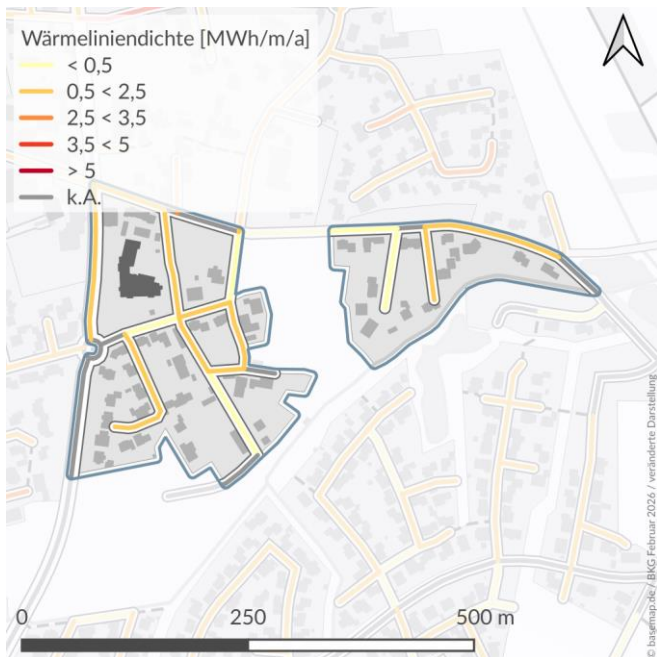 Wärmeliniendichte [MWh/m/a]
< 0,5
0,5 < 2,5
2,5 < 3,5
3,5 < 5
> 5
k.A.
0 250 500 m
© basemap.de / BKG Februar 2026 / veränderte Darstellung